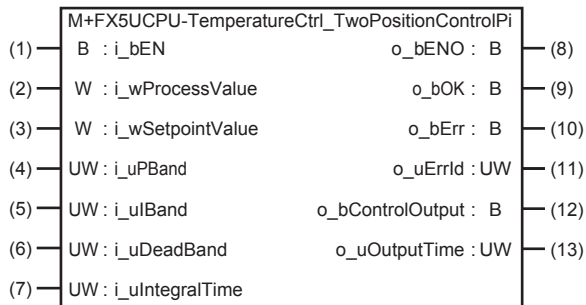 M+FX5UCPU-TemperatureCtrl_TwoPositionControlPi
(1) B : i_bEN o_bENO : B (8)
(2) W : i_wProcessValue o_bOK : B (9)
(3) W : i_wSetpointValue o_bErr : B (10)
(4) UW : i_uPBand o_uErrId : UW (11)
(5) UW : i_uIBand o_bControlOutput : B (12)
(6) UW : i_uDeadBand o_uOutputTime : UW (13)
(7) UW : i_uIntegralTime